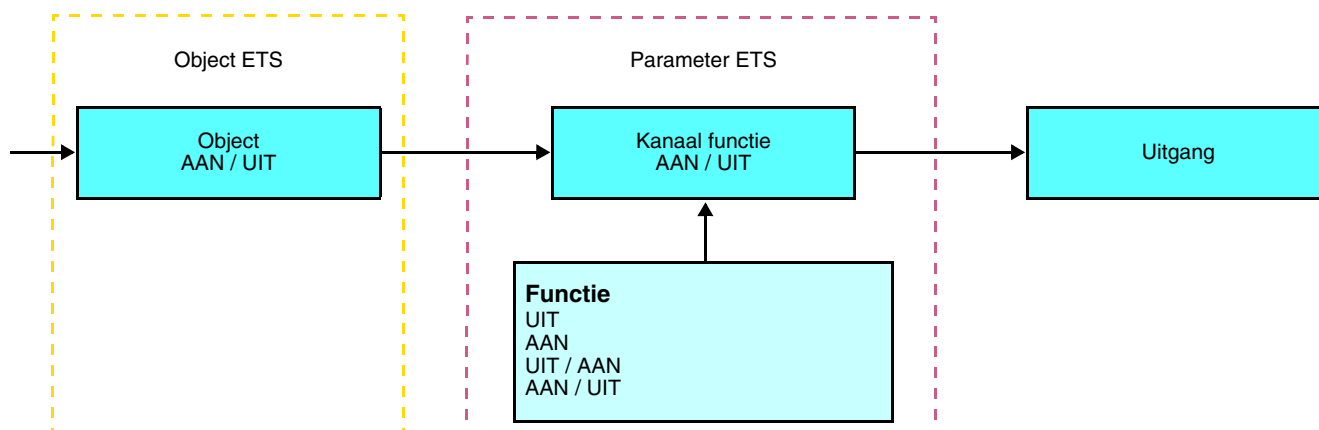 Object ETS
Parameter ETS
Object
AAN / UIT
Kanaal functie
AAN / UIT
Uitgang
Functie
UIT
AAN
UIT / AAN
AAN / UIT